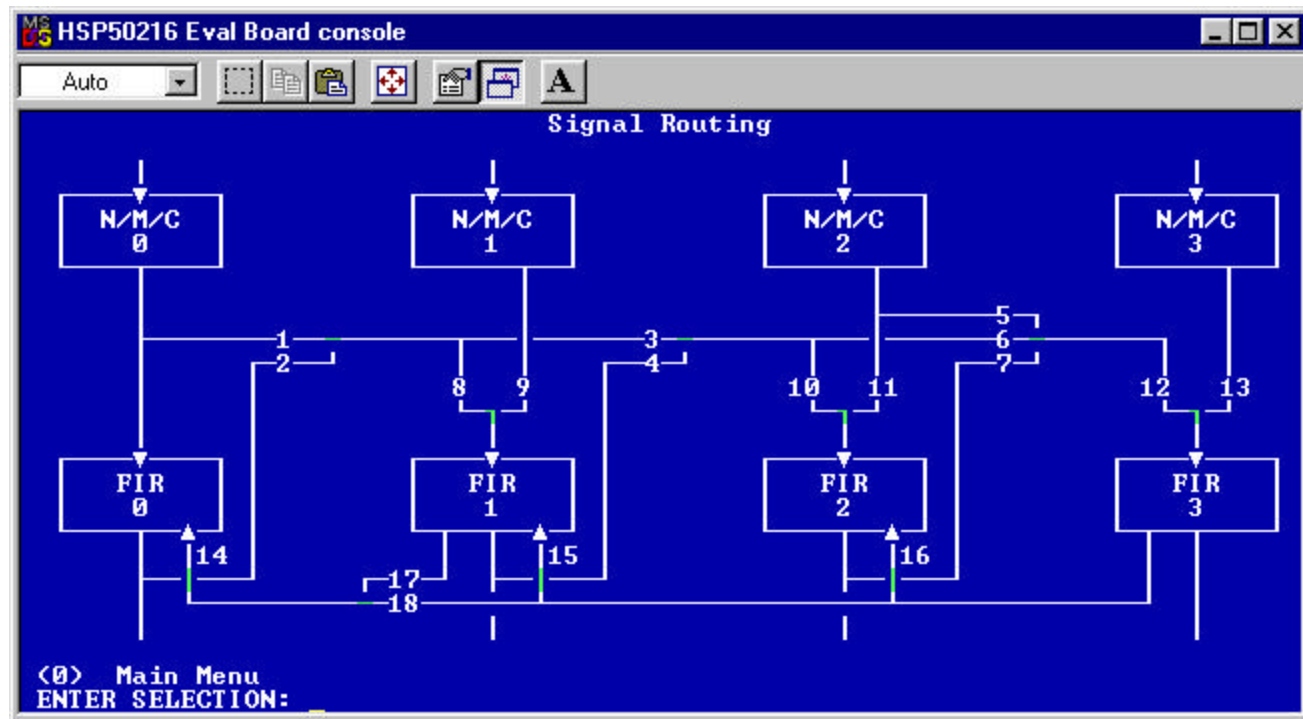 MS
DS
HSP50216 Eval Board console
Auto
A
Signal Routing
N/M/C N/M/C N/M/C N/M/C
0 1 2 3
5
1 3 6
2 4 7
8 9 10 11 12 13
FIR FIR FIR FIR
0 1 2 3
14 15 16
17
18
(0) Main Menu
ENTER SELECTION: _